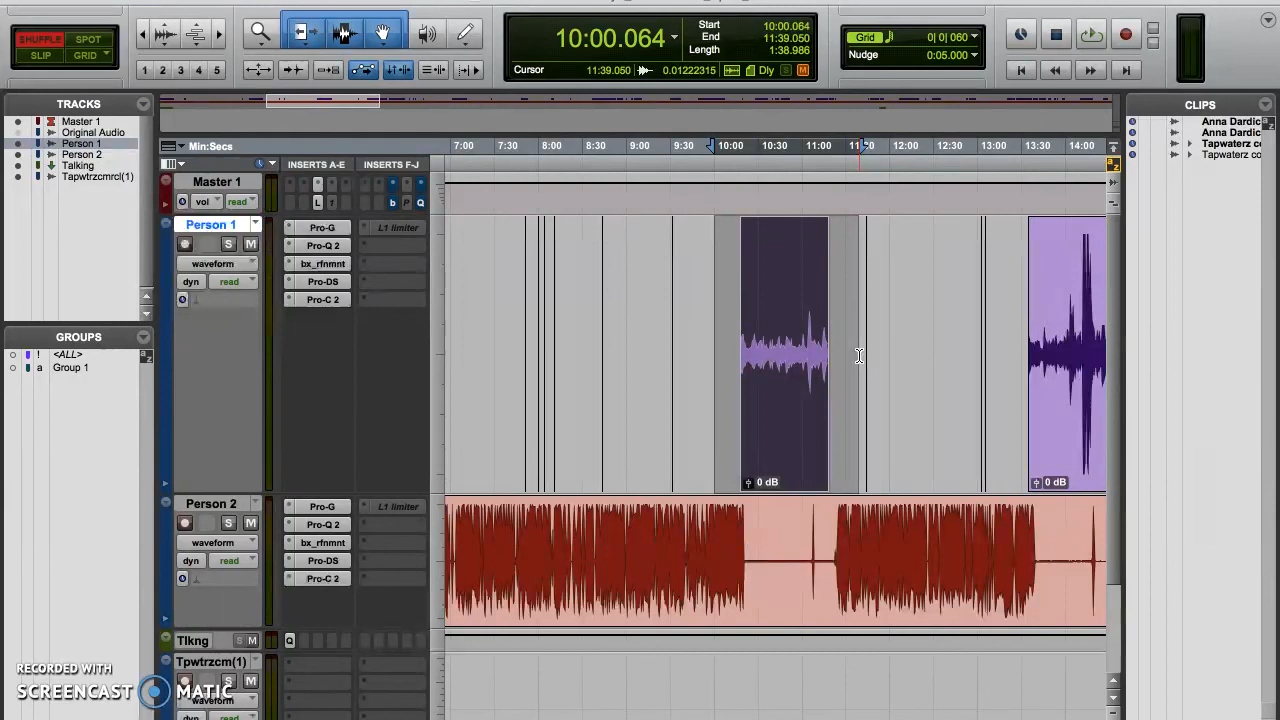 SHUFFLE SPOT
SLIP GRID
1 2 3 4 5
10:00.064
Start 10:00.064
End 11:39.050
Length 1:38.986
Cursor 11:39.050 0.01222315 Dly S M
Grid 0| 0| 060
Nudge 0:05.000
TRACKS
Master 1
Original Audio
Person 1
Person 2
Talking
Tapwtrzcmrcl(1)
GROUPS
! <ALL>
a Group 1
CLIPS
Anna Dardic
Anna Dardic
Tapwaterz co
Tapwaterz cc
Min:Secs
7:00 7:30 8:00 8:30 9:00 9:30 10:00 10:30 11:00 12:00 12:30 13:00 13:30 14:00
INSERTS A-E INSERTS F-J
Master 1
vol read
L b P Q
Person 1
S M
waveform
dyn read
Pro-G L1 limiter
Pro-Q 2
bx_rfnmnt
Pro-DS
Pro-C 2
0 dB
0 dB
Person 2
S M
waveform
dyn read
Pro-G L1 limiter
Pro-Q 2
bx_rfnmnt
Pro-DS
Pro-C 2
Tlkng S M Q
Tpwtrzcm(1)
S M
waveform
RECORDED WITH
SCREENCAST MATIC